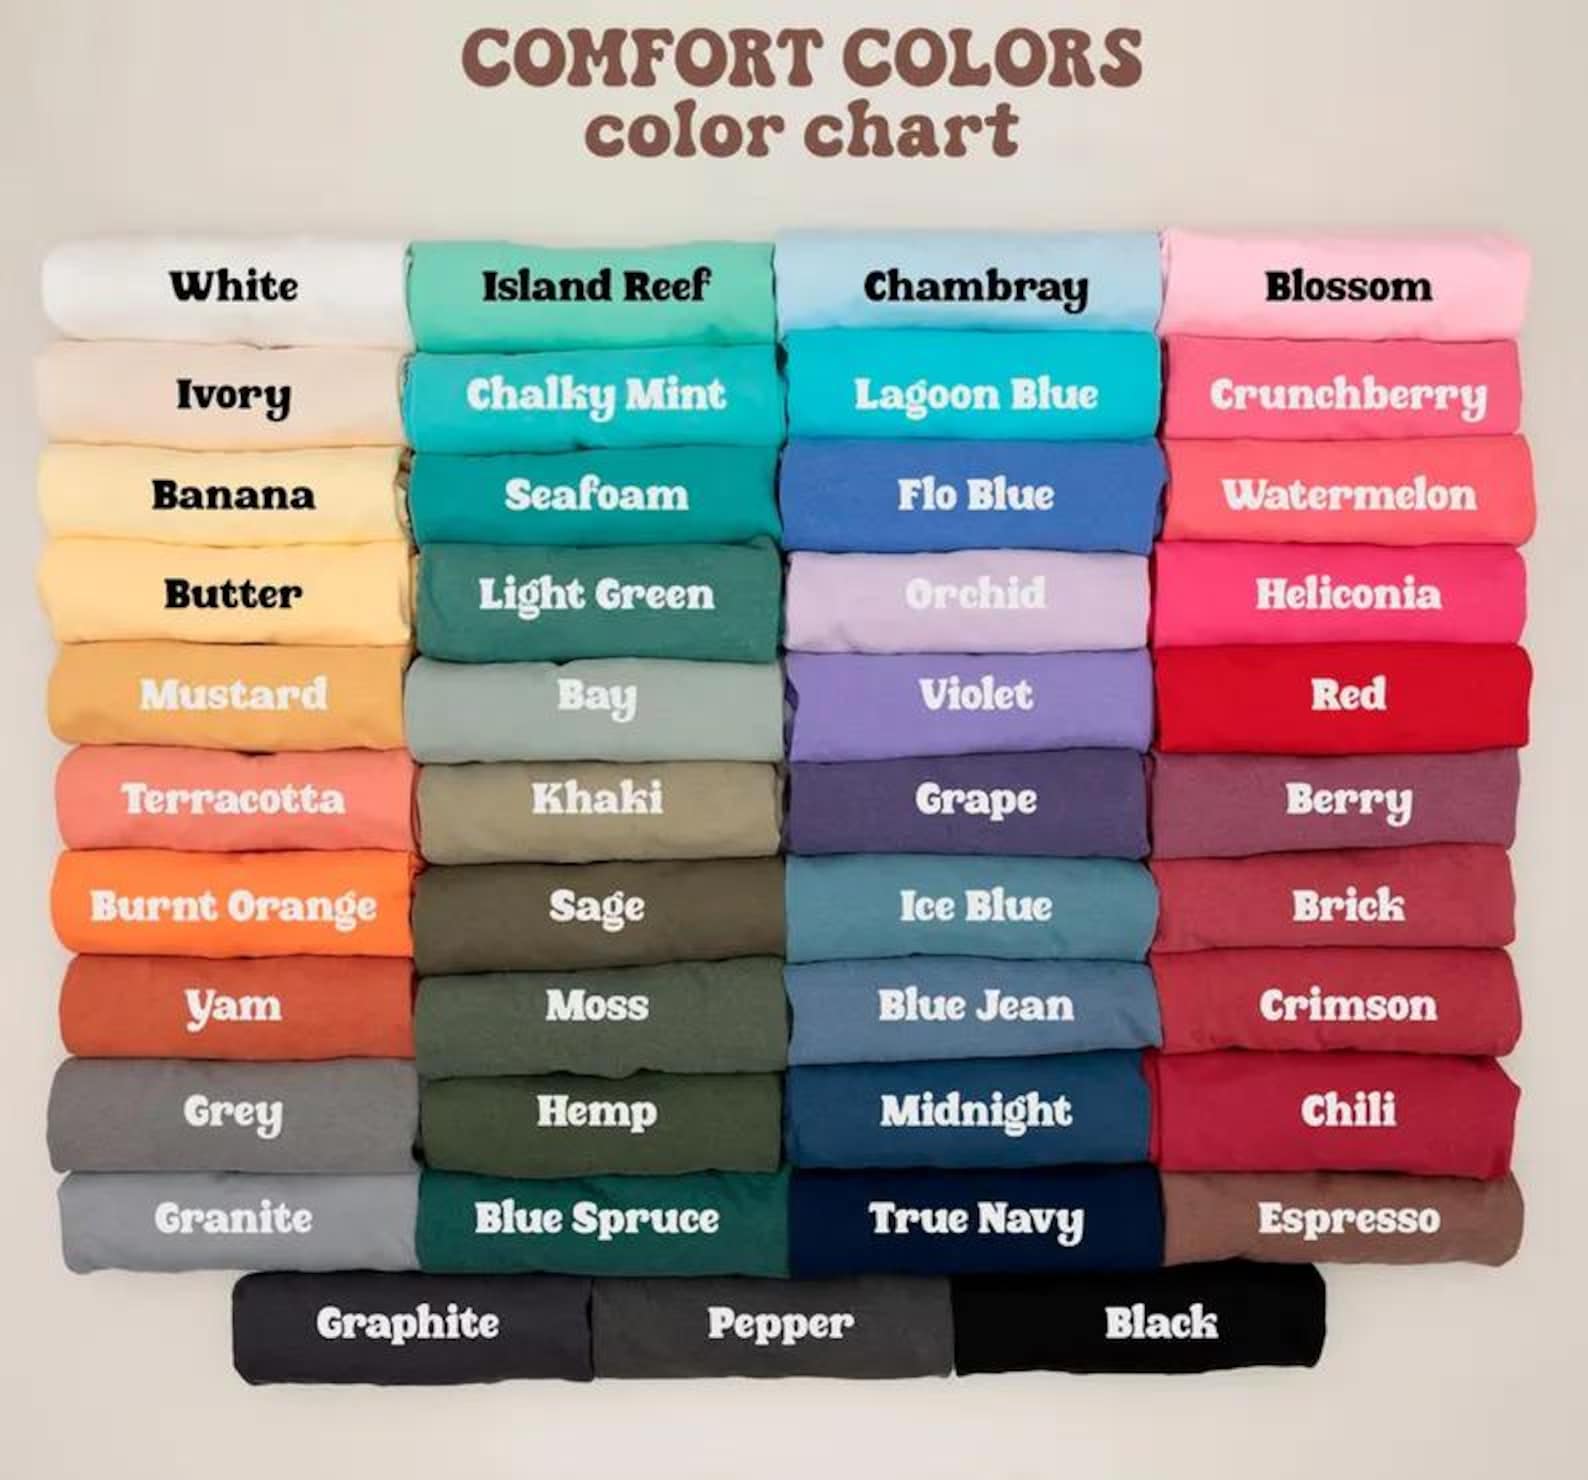 COMFORT COLORS
color chart
White
Island Reef
Chambray
Blossom
Ivory
Chalky Mint
Lagoon Blue
Crunchberry
Banana
Seafoam
Flo Blue
Watermelon
Butter
Light Green
Orchid
Heliconia
Mustard
Bay
Violet
Red
Terracotta
Khaki
Grape
Berry
Burnt Orange
Sage
Ice Blue
Brick
Yam
Moss
Blue Jean
Crimson
Grey
Hemp
Midnight
Chili
Granite
Blue Spruce
True Navy
Espresso
Graphite
Pepper
Black